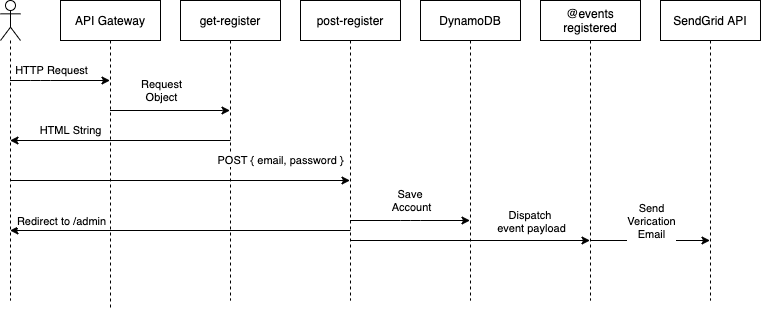 API Gateway
get-register
post-register
DynamoDB
@events
registered
SendGrid API
HTTP Request
Request
Object
HTML String
POST { email, password }
Save
Account
Redirect to /admin
Dispatch
event payload
Send
Verication
Email